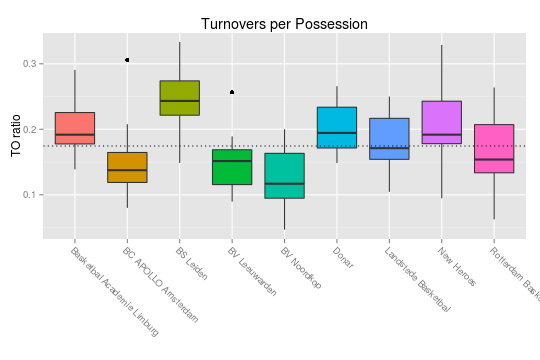 Turnovers per Possession
TO ratio
0.3
0.2
0.1
Basketbal Academie Limburg
BC APOLLO Amsterdam
BS Leiden
BV Leeuwarden
BV Noordkop
Donar
Landstede Basketbal
New Heroes
Rotterdam